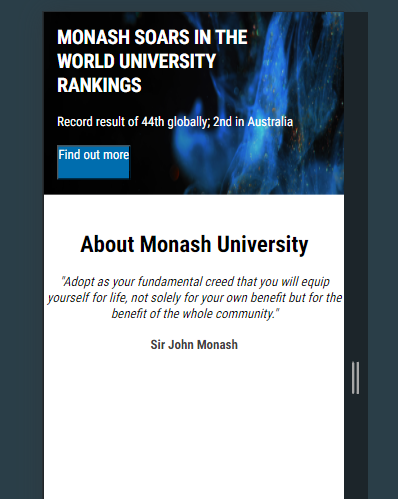 MONASH SOARS IN THE
WORLD UNIVERSITY
RANKINGS
Record result of 44th globally; 2nd in Australia
Find out more
About Monash University
"Adopt as your fundamental creed that you will equip
yourself for life, not solely for your own benefit but for the
benefit of the whole community."
Sir John Monash